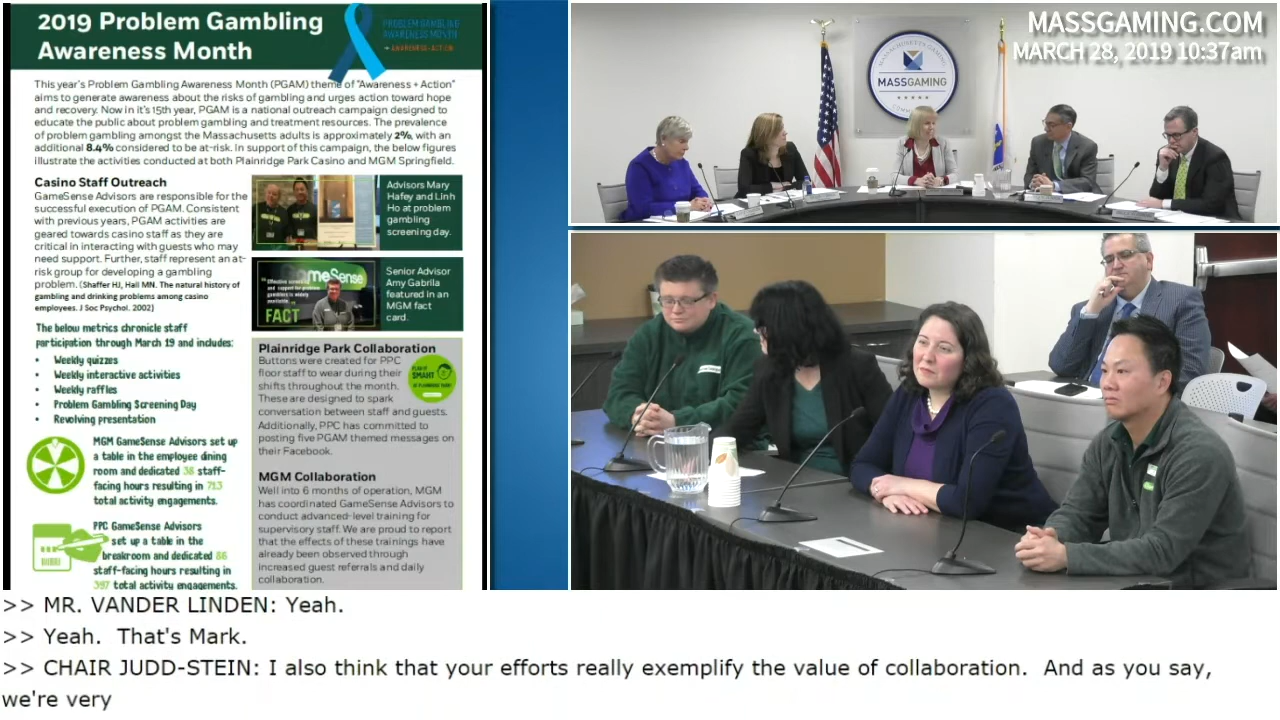 2019 Problem Gambling
Awareness Month
PROBLEM GAMBLING
AWARENESS MONTH
AWARENESS+ACTION
This year's Problem Gambling Awareness Month (PGAM) theme of "Awareness + Action"
aims to generate awareness about the risks of gambling and urges action toward hope
and recovery. Now in it's 15th year, PGAM is a national outreach campaign designed to
educate the public about problem gambling and treatment resources. The prevalence
of problem gambling amongst the Massachusetts adults is approximately 2%, with an
additional 8.4% considered to be at-risk. In support of this campaign, the below figures
illustrate the activities conducted at both Plainridge Park Casino and MGM Springfield.
Casino Staff Outreach
GameSense Advisors are responsible for the
successful execution of PGAM. Consistent
with previous years, PGAM activities are
geared towards casino staff as they are
critical in interacting with guests who may
need support. Further, staff represent an at-
risk group for developing a gambling
problem. (Shaffer HJ, Hall MN. The natural history of
gambling and drinking problems among casino
employees. J Soc Psychol. 2002)
The below metrics chronicle staff
participation through March 19 and includes:
• Weekly quizzes
• Weekly interactive activities
• Weekly raffles
• Problem Gambling Screening Day
• Revolving presentation
MGM GameSense Advisors set up
a table in the employee dining
room and dedicated 38 staff-
facing hours resulting in 713
total activity engagements.
PPC GameSense Advisors
set up a table in the
breakroom and dedicated 86
staff-facing hours resulting in
397 total activity engagements.
Advisors Mary
Hafey and Linh
Ho at problem
gambling
screening day.
GameSense
FACT
Senior Advisor
Amy Gabrila
featured in an
MGM fact
card.
Plainridge Park Collaboration
Buttons were created for PPC
floor staff to wear during their
shifts throughout the month.
These are designed to spark
conversation between staff and guests.
Additionally, PPC has committed to
posting five PGAM themed messages on
their Facebook.
PLAY IT
SMART
MGM Collaboration
Well into 6 months of operation, MGM
has coordinated GameSense Advisors to
conduct advanced-level training for
supervisory staff. We are proud to report
that the effects of these trainings have
already been observed through
increased guest referrals and daily
collaboration.
MASSGAMING.COM
MARCH 28, 2019 10:37am
MASSACHUSETTS GAMING
MASSGAMING
>> MR. VANDER LINDEN: Yeah.
>> Yeah. That's Mark.
>> CHAIR JUDD-STEIN: I also think that your efforts really exemplify the value of collaboration. And as you say,
we're very